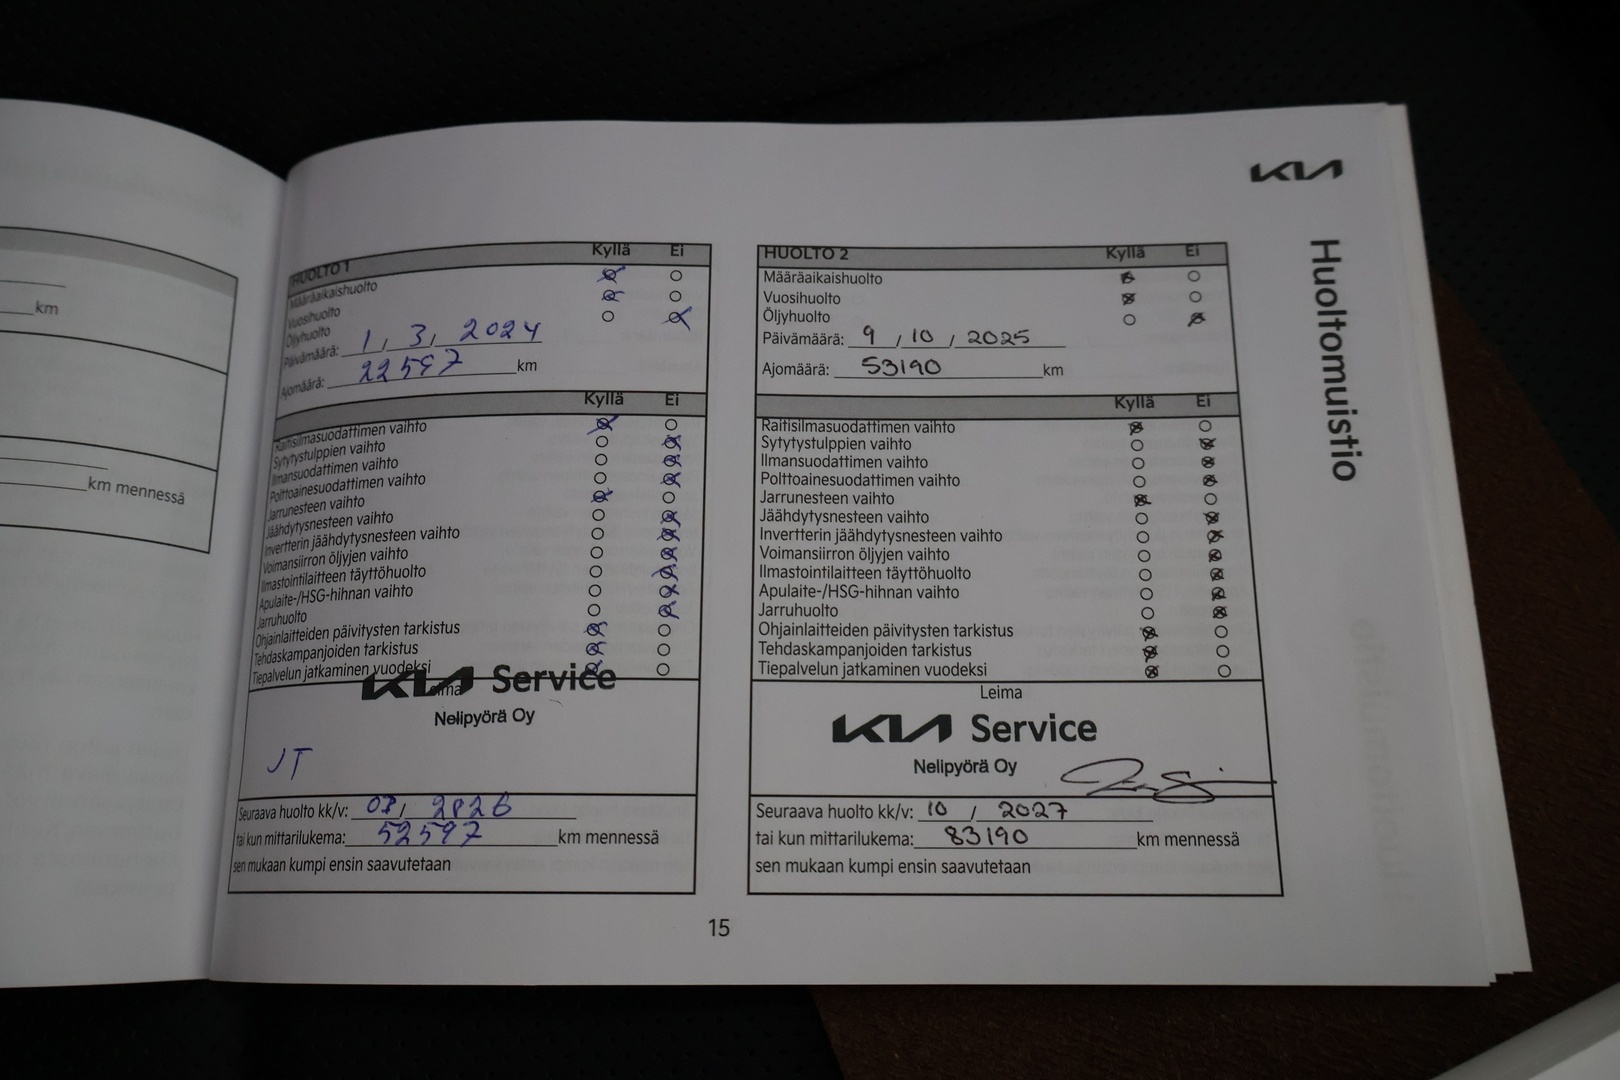 km
km mennessä
HUOLTO 1 Kyllä Ei
Määräaikaishuolto
Vuosihuolto
Öljyhuolto
Päivämäärä: 1, 3, 2024
Ajomäärä: 22597 km
Kyllä Ei
Raitisilmasuodattimen vaihto
Sytytystulppien vaihto
Ilmansuodattimen vaihto
Polttoainesuodattimen vaihto
Jarrunesteen vaihto
Jäähdytysnesteen vaihto
Invertterin jäähdytysnesteen vaihto
Voimansiirron öljyjen vaihto
Ilmastointilaitteen täyttöhuolto
Apulaite-/HSG-hihnan vaihto
Jarruhuolto
Ohjainlaitteiden päivitysten tarkistus
Tehdaskampanjoiden tarkistus
Tiepalvelun jatkaminen vuodeksi
Leima
KIA Service
Nelipyörä Oy
JT
Seuraava huolto kk/v: 03/ 2026
tai kun mittarilukema: 52597 km mennessä
sen mukaan kumpi ensin saavutetaan
HUOLTO 2 Kyllä Ei
Määräaikaishuolto
Vuosihuolto
Öljyhuolto
Päivämäärä: 9 / 10 / 2025
Ajomäärä: 53190 km
Kyllä Ei
Raitisilmasuodattimen vaihto
Sytytystulppien vaihto
Ilmansuodattimen vaihto
Polttoainesuodattimen vaihto
Jarrunesteen vaihto
Jäähdytysnesteen vaihto
Invertterin jäähdytysnesteen vaihto
Voimansiirron öljyjen vaihto
Ilmastointilaitteen täyttöhuolto
Apulaite-/HSG-hihnan vaihto
Jarruhuolto
Ohjainlaitteiden päivitysten tarkistus
Tehdaskampanjoiden tarkistus
Tiepalvelun jatkaminen vuodeksi
Leima
KIA Service
Nelipyörä Oy
Seuraava huolto kk/v: 10 / 2027
tai kun mittarilukema: 83190 km mennessä
sen mukaan kumpi ensin saavutetaan
KIA
Huoltomuistio
15